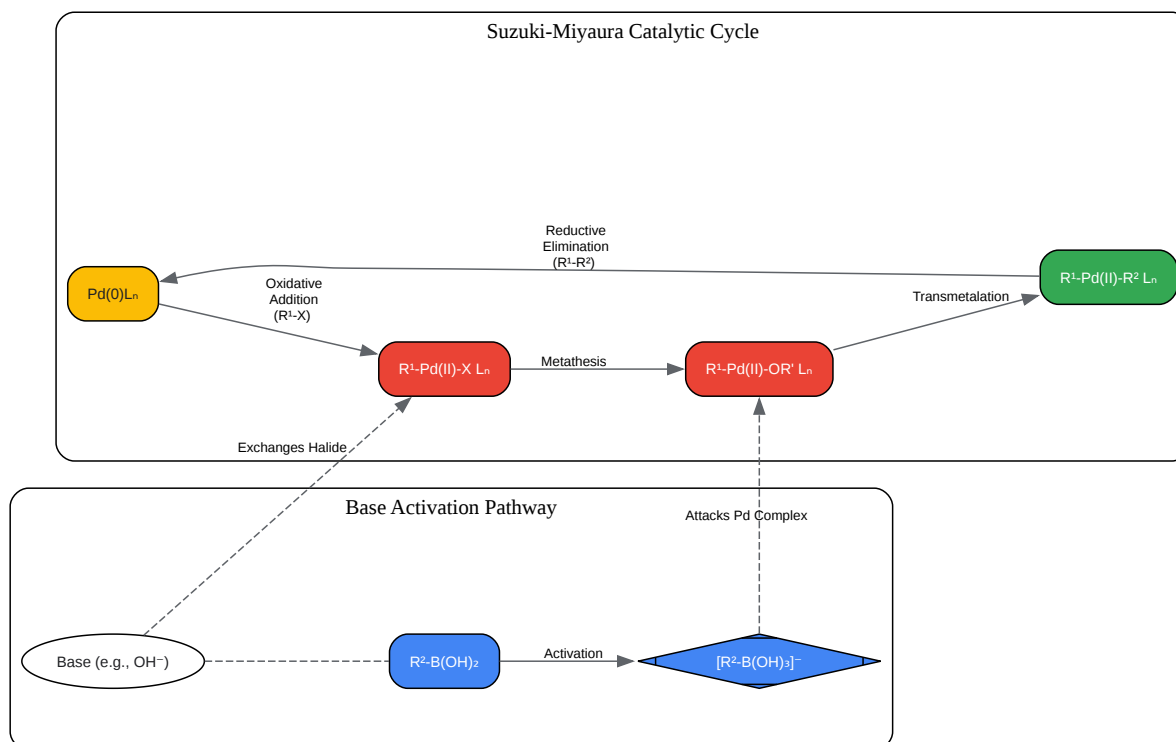 Suzuki-Miyaura Catalytic Cycle
Reductive
Elimination
(R¹-R²)
Pd(0)Lₙ
Oxidative
Addition
(R¹-X)
R¹-Pd(II)-R² Lₙ
Transmetalation
R¹-Pd(II)-X Lₙ
Metathesis
R¹-Pd(II)-OR' Lₙ
Exchanges Halide
Base Activation Pathway
Attacks Pd Complex
Base (e.g., OH⁻)
R²-B(OH)₂
Activation
[R²-B(OH)₃]⁻